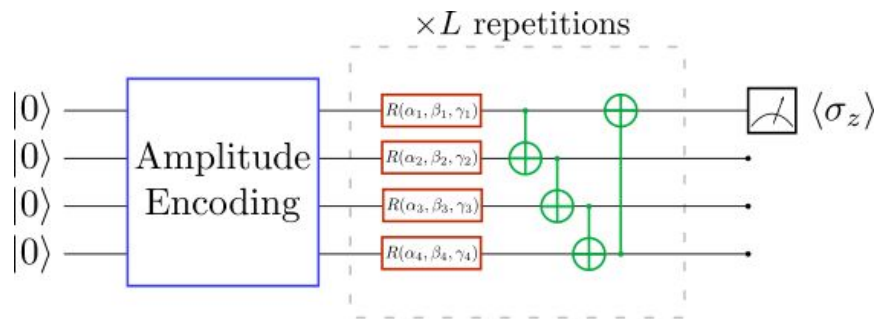 ×L repetitions
|0⟩ R(α₁, β₁, γ₁) ⟨σ_z⟩
|0⟩ Amplitude R(α₂, β₂, γ₂)
|0⟩ Encoding R(α₃, β₃, γ₃)
|0⟩ R(α₄, β₄, γ₄)